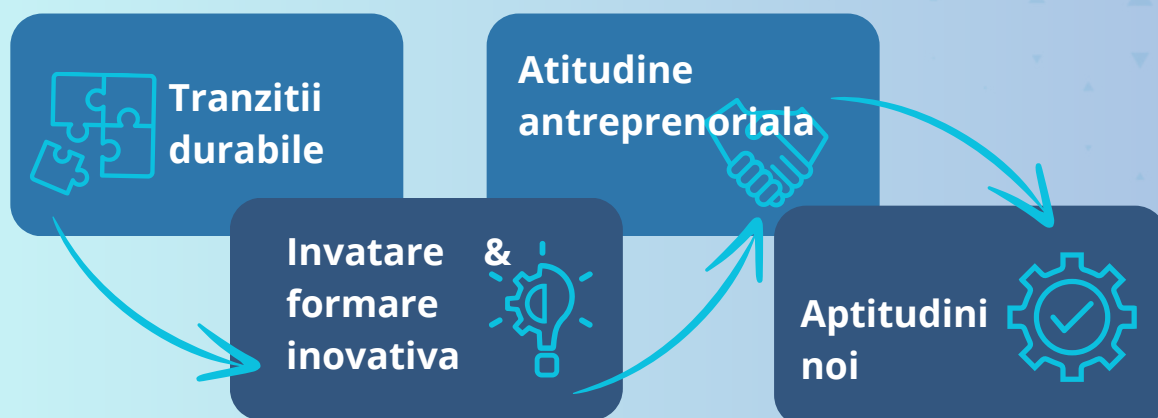 Tranzitii
durabile
Invatare &
formare
inovativa
Atitudine
antreprenoriala
Aptitudini
noi